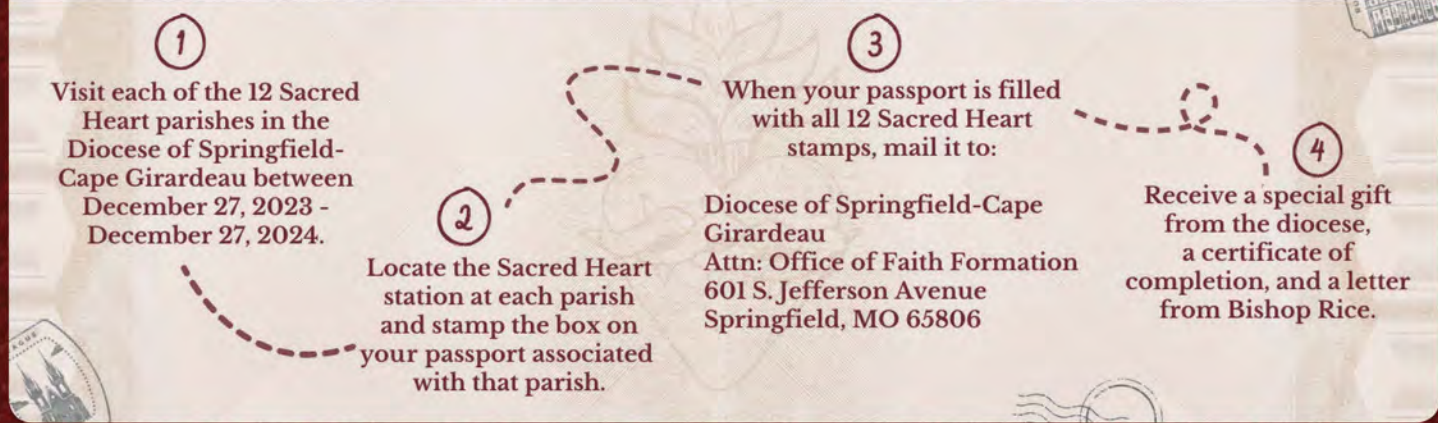 1
Visit each of the 12 Sacred
Heart parishes in the
Diocese of Springfield-
Cape Girardeau between
December 27, 2023 -
December 27, 2024.
2
Locate the Sacred Heart
station at each parish
and stamp the box on
your passport associated
with that parish.
3
When your passport is filled
with all 12 Sacred Heart
stamps, mail it to:
Diocese of Springfield-Cape
Girardeau
Attn: Office of Faith Formation
601 S. Jefferson Avenue
Springfield, MO 65806
4
Receive a special gift
from the diocese,
a certificate of
completion, and a letter
from Bishop Rice.